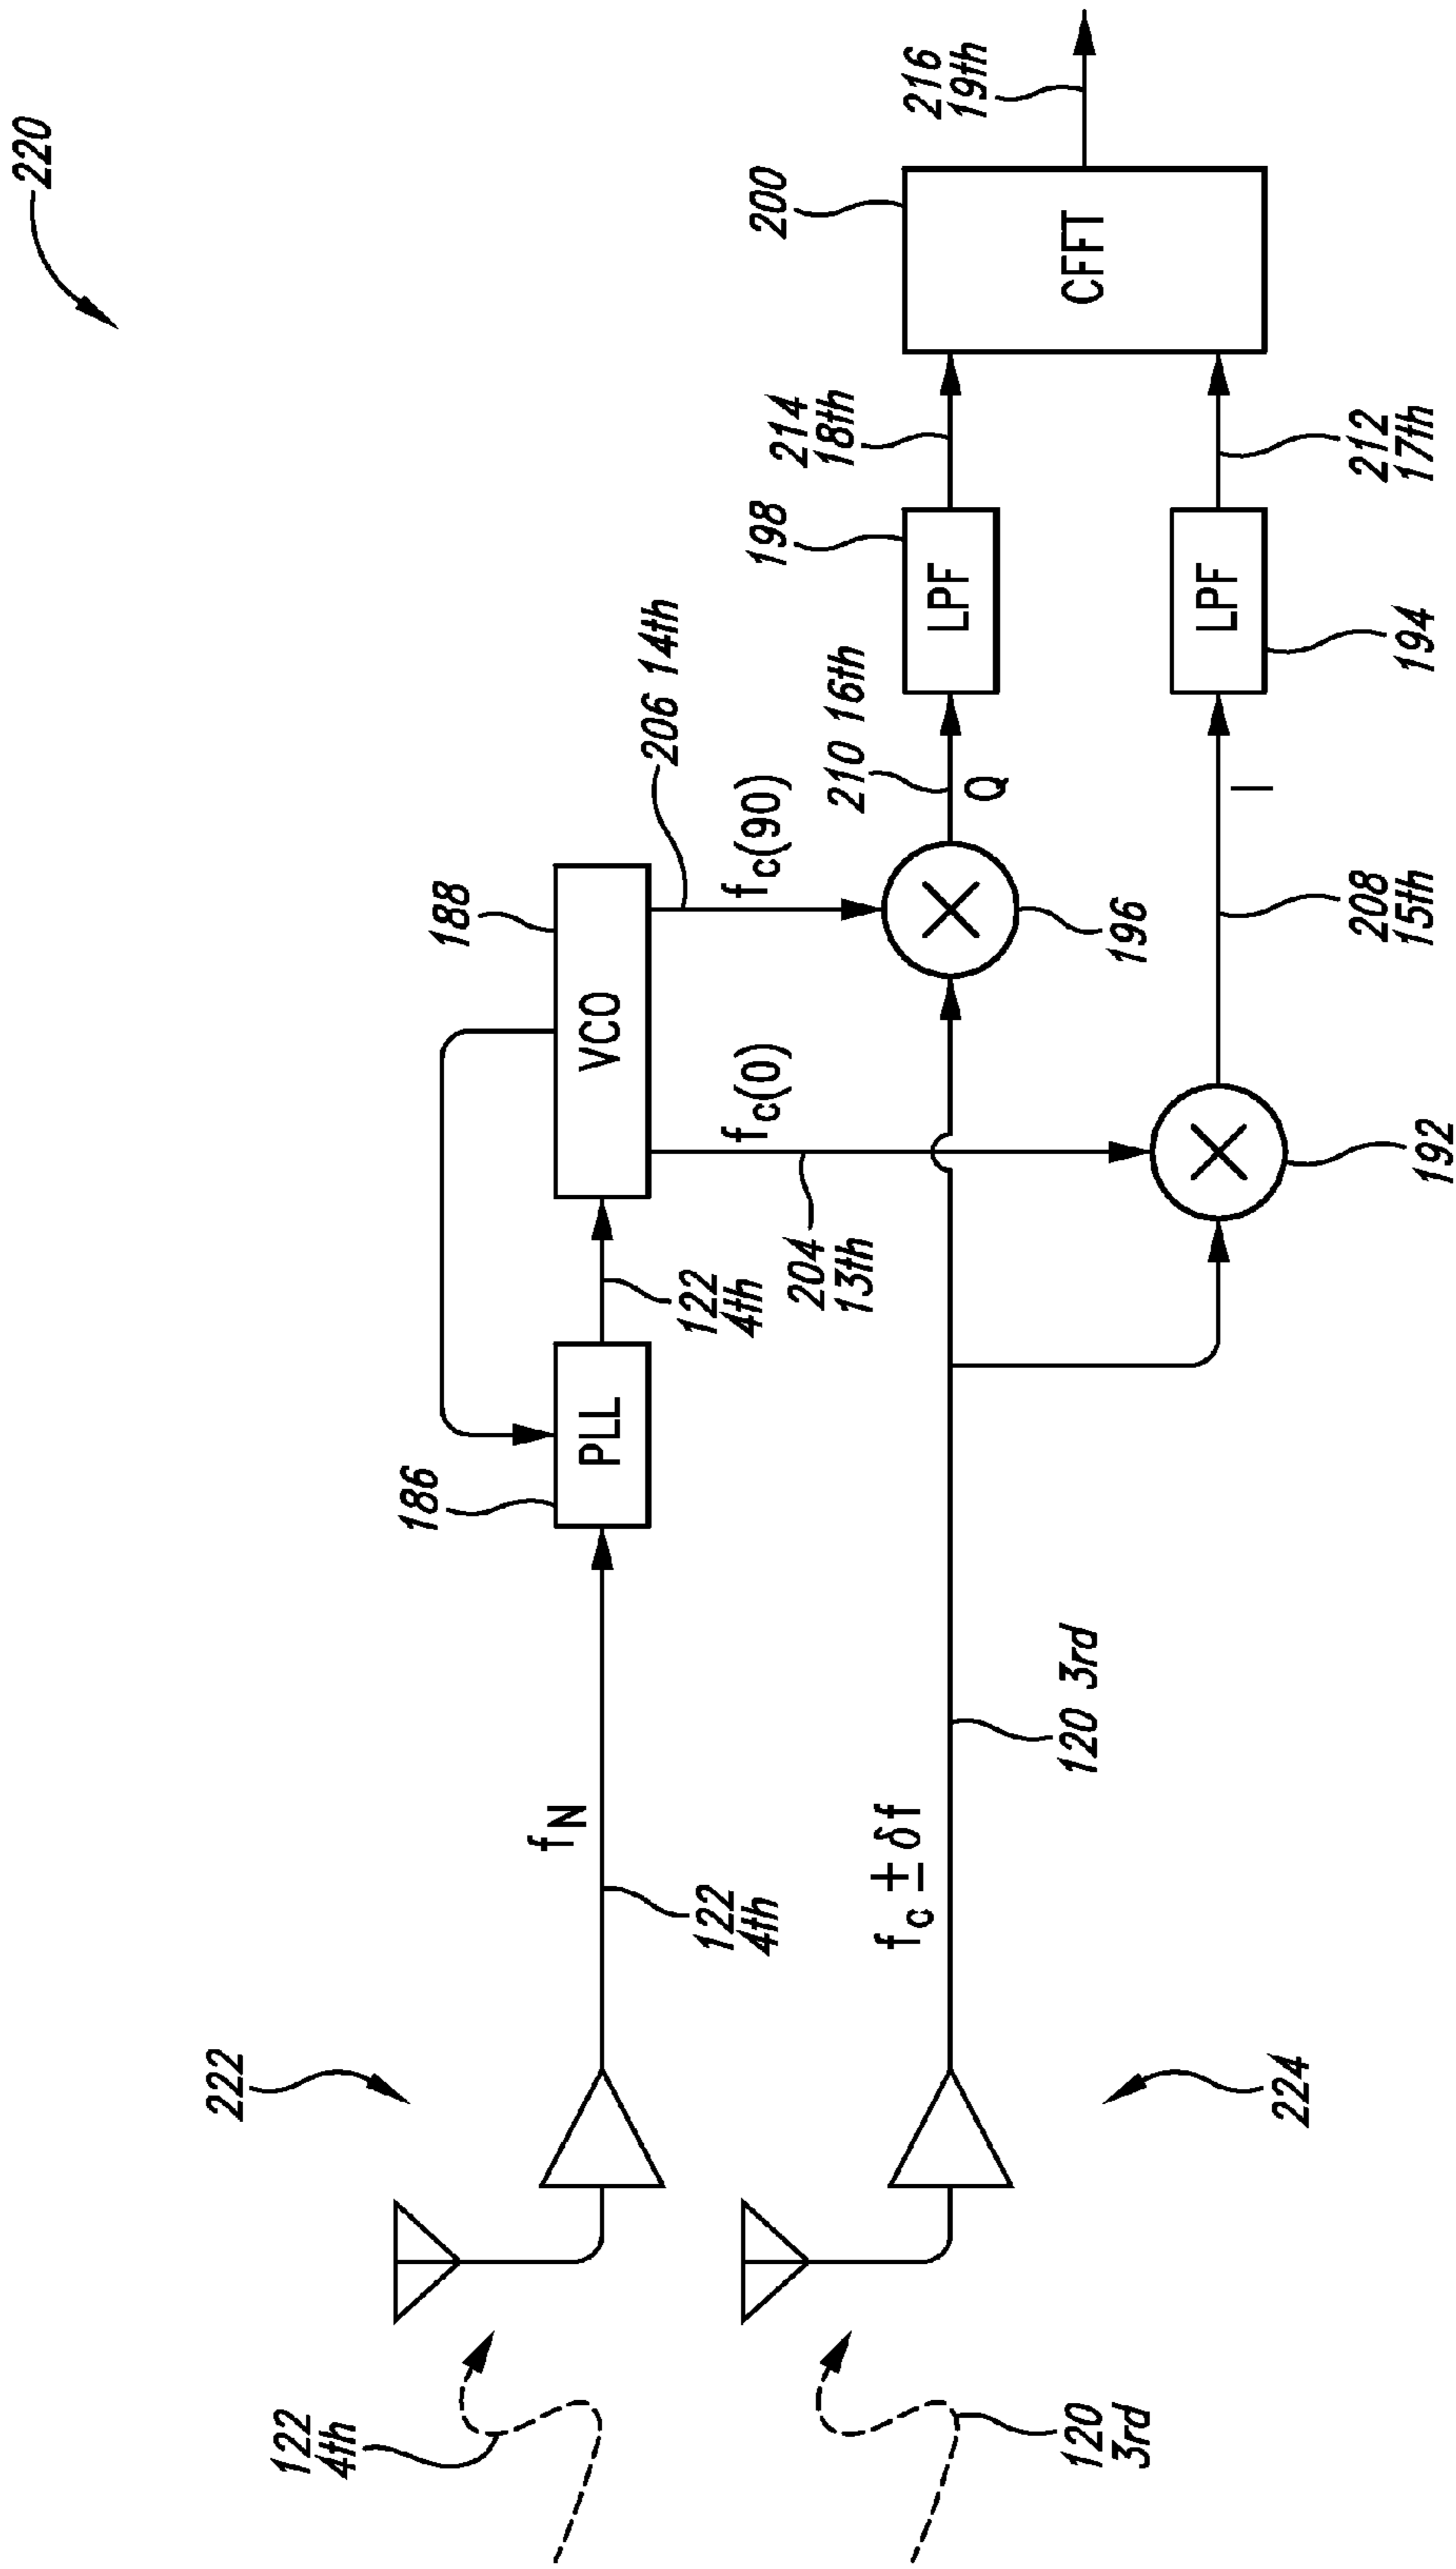 220
222
122
4th
186
188
PLL
VCO
f_N
122
4th
122
4th
206 14th
f_c(0)
f_c(90)
204
13th
120
3rd
224
f_c ± δf
120 3rd
196
210 16th
Q
198
LPF
214
18th
200
CFFT
216
19th
192
208
15th
I
LPF
194
212
17th